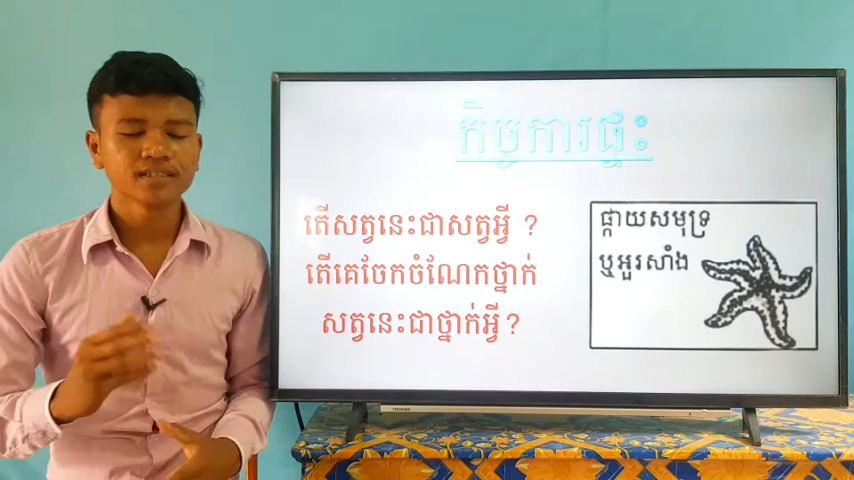 កិច្ចការផ្ទះ
តើសត្វនេះជាសត្វអ្វី ?
តើគេចែកចំណែកថ្នាក់
សត្វនេះជាថ្នាក់អ្វី?
ផ្កាយសមុទ្រ
ឬអួរសាំង
TOSHIBA